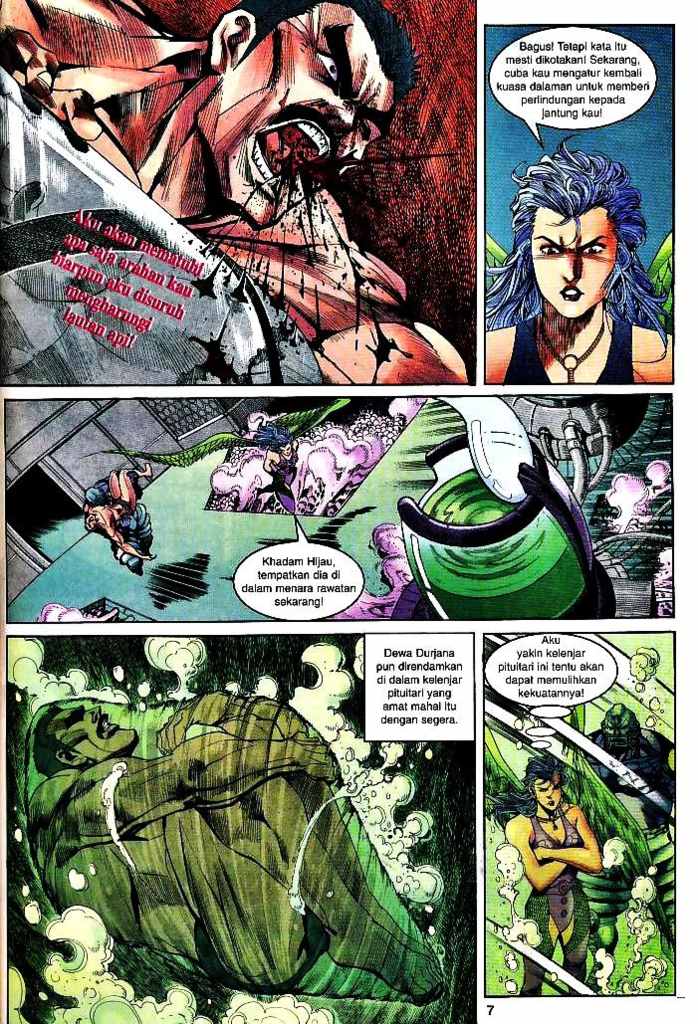 Aku akan mematung
apa saja arahan kau
biarpun aku disuruh
mengharungi
lautan api!
Bagus! Tetapi kata itu
mesti dikotakan! Sekarang,
cuba kau mengatur kembali
kuasa dalaman untuk memberi
perlindungan kepada
jantung kau!
Khadam Hijau,
tempatkan dia di
dalam menara rawatan
sekarang!
Dewa Durjana
pun direndamkan
di dalam kelenjar
pituitari yang
amat mahal itu
dengan segera.
Aku
yakin kelenjar
pituitari ini tentu akan
dapat memulihkan
kekuatannya!
7